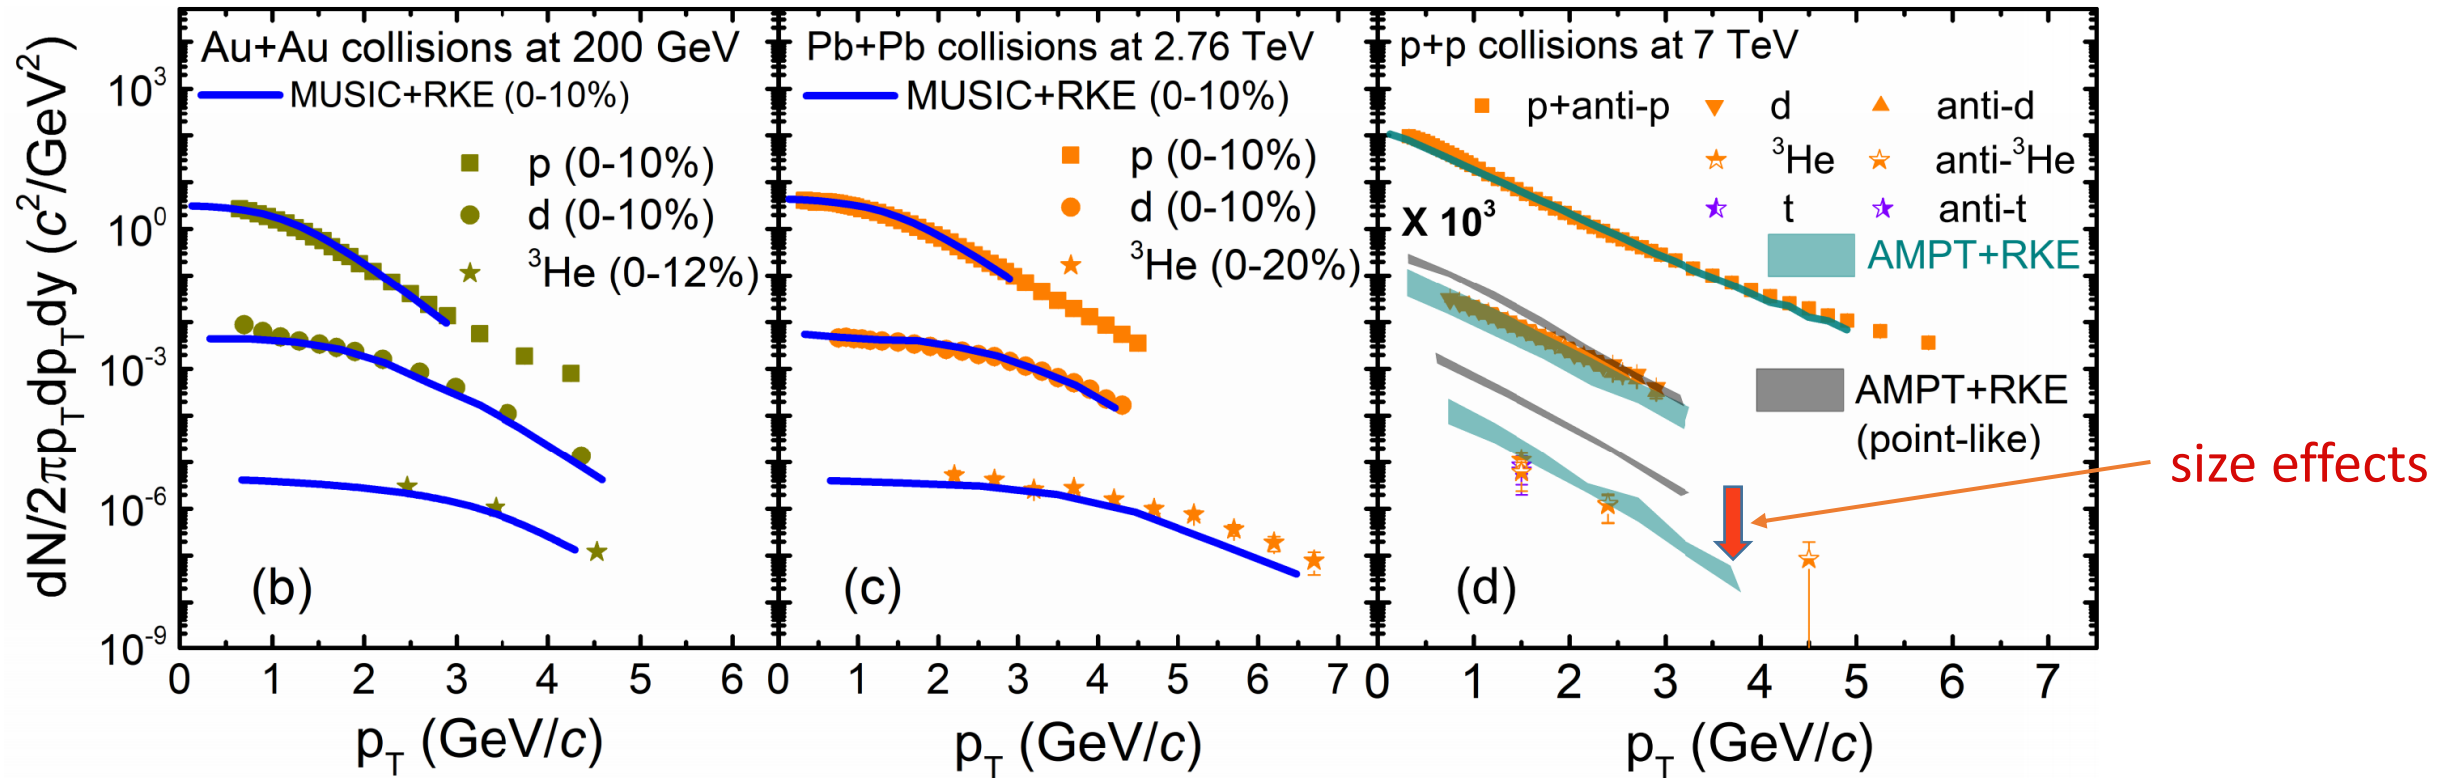 dN/2πp_Tdp_Tdy (c²/GeV²)
10³
10⁰
10⁻³
10⁻⁶
10⁻⁹
Au+Au collisions at 200 GeV
MUSIC+RKE (0-10%)
p (0-10%)
d (0-10%)
³He (0-12%)
(b)
0 1 2 3 4 5 6
p_T (GeV/c)
Pb+Pb collisions at 2.76 TeV
MUSIC+RKE (0-10%)
p (0-10%)
d (0-10%)
³He (0-20%)
(c)
0 1 2 3 4 5 6 7
p_T (GeV/c)
p+p collisions at 7 TeV
p+anti-p d anti-d
³He anti-³He
t anti-t
X 10³
AMPT+RKE
AMPT+RKE
(point-like)
(d)
0 1 2 3 4 5 6 7
p_T (GeV/c)
size effects